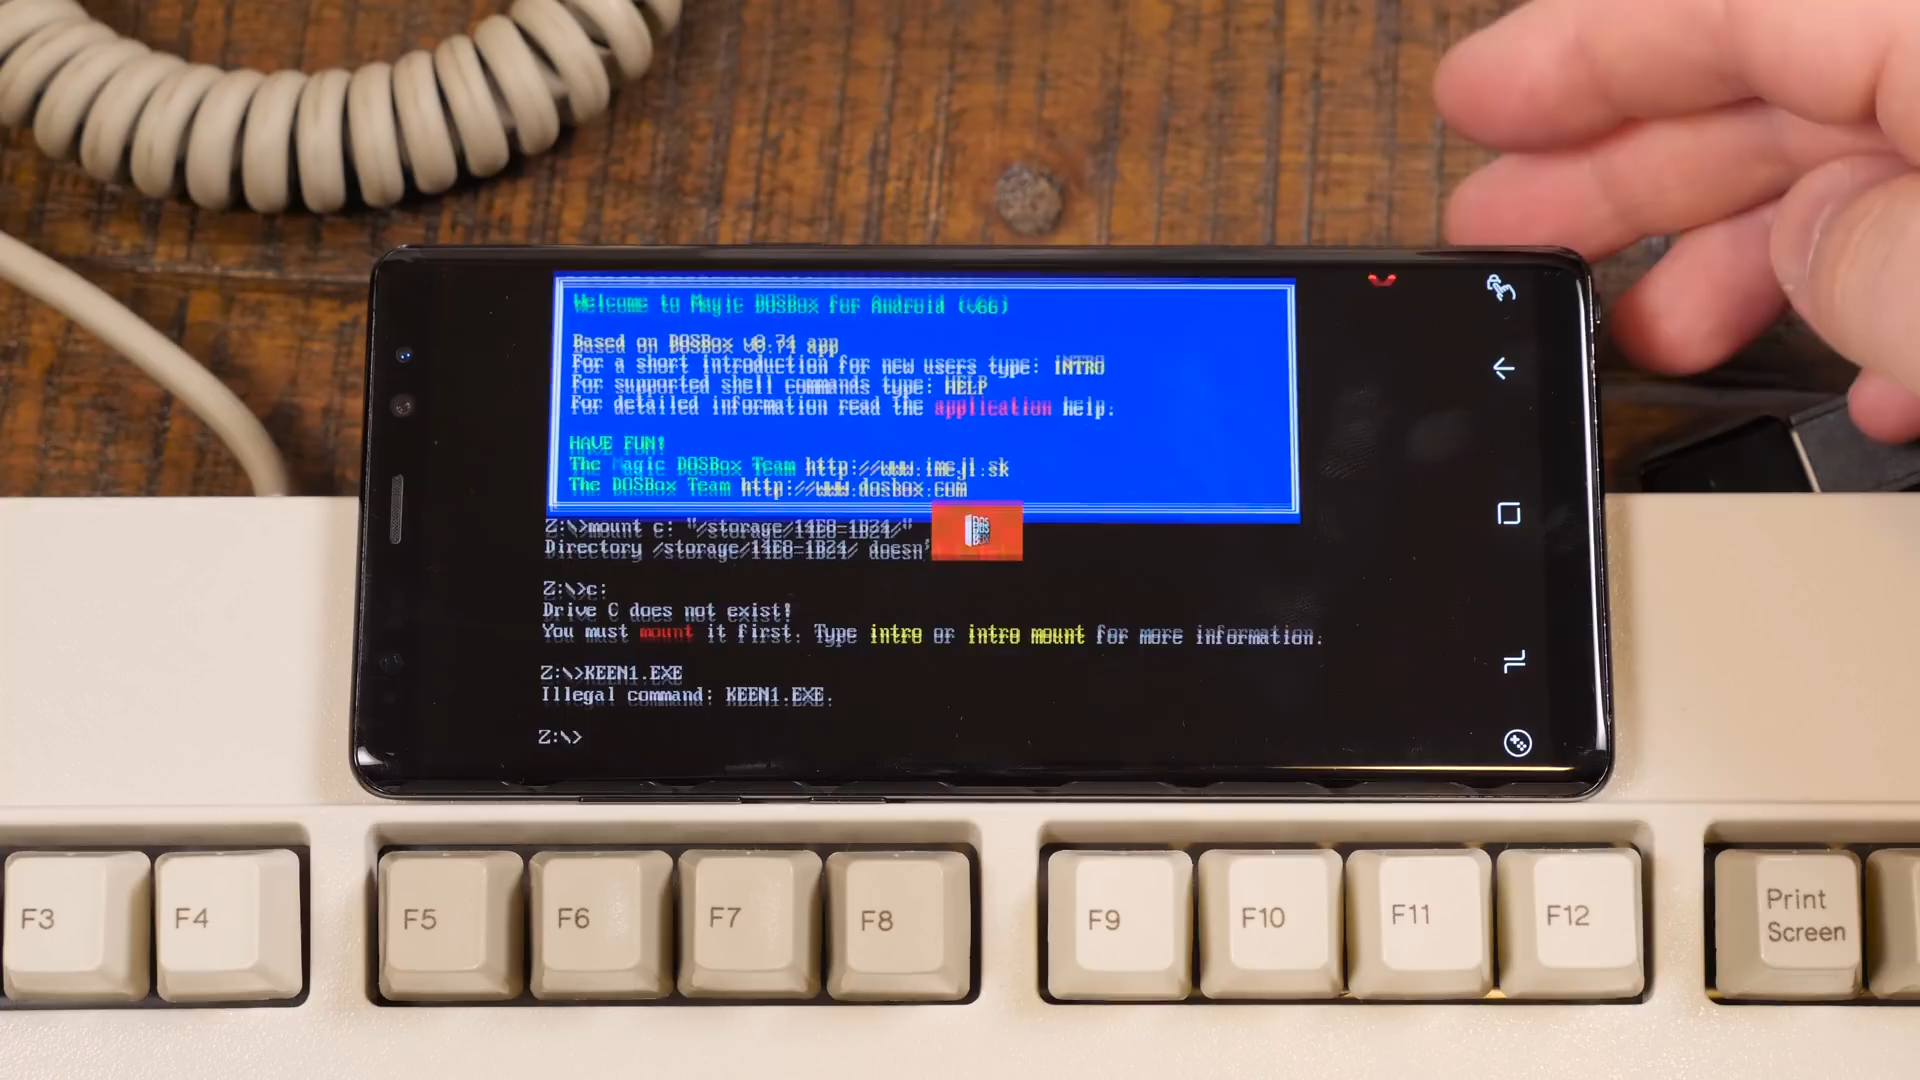 Welcome to Magic DOSBox for Android (v66)
Based on DOSBox v0.74 app
For a short introduction for new users type: INTRO
For supported shell commands type: HELP
For detailed information read the application help.
HAVE FUN!
The Magic DOSBox Team http://www.imejl.sk
The DOSBox Team http://www.dosbox.com
Z:\>mount c: "/storage/14E8-1B24/"
Directory /storage/14E8-1B24/ doesn'
Z:\>c:
Drive C does not exist!
You must mount it first. Type intro or intro mount for more information.
Z:\>KEEN1.EXE
Illegal command: KEEN1.EXE.
Z:\>
F3 F4 F5 F6 F7 F8 F9 F10 F11 F12 Print Screen